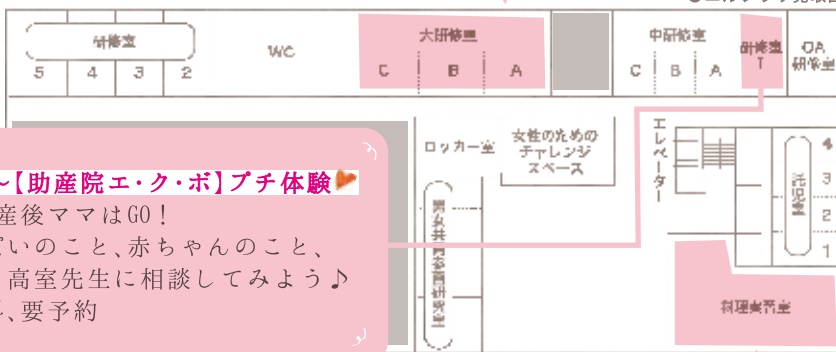 研修室
5 4 3 2
WC
大研修室
C B A
中研修室
C B A
研修室
I
OA
研修室
ロッカー室
女性のための
チャレンジ
スペース
エレベーター
4
3
2
1
～【助産院エ・ク・ボ】プチ体験
産後ママはGO！
いのこと、赤ちゃんのこと、
高室先生に相談してみよう♪
、要予約
料理実習室